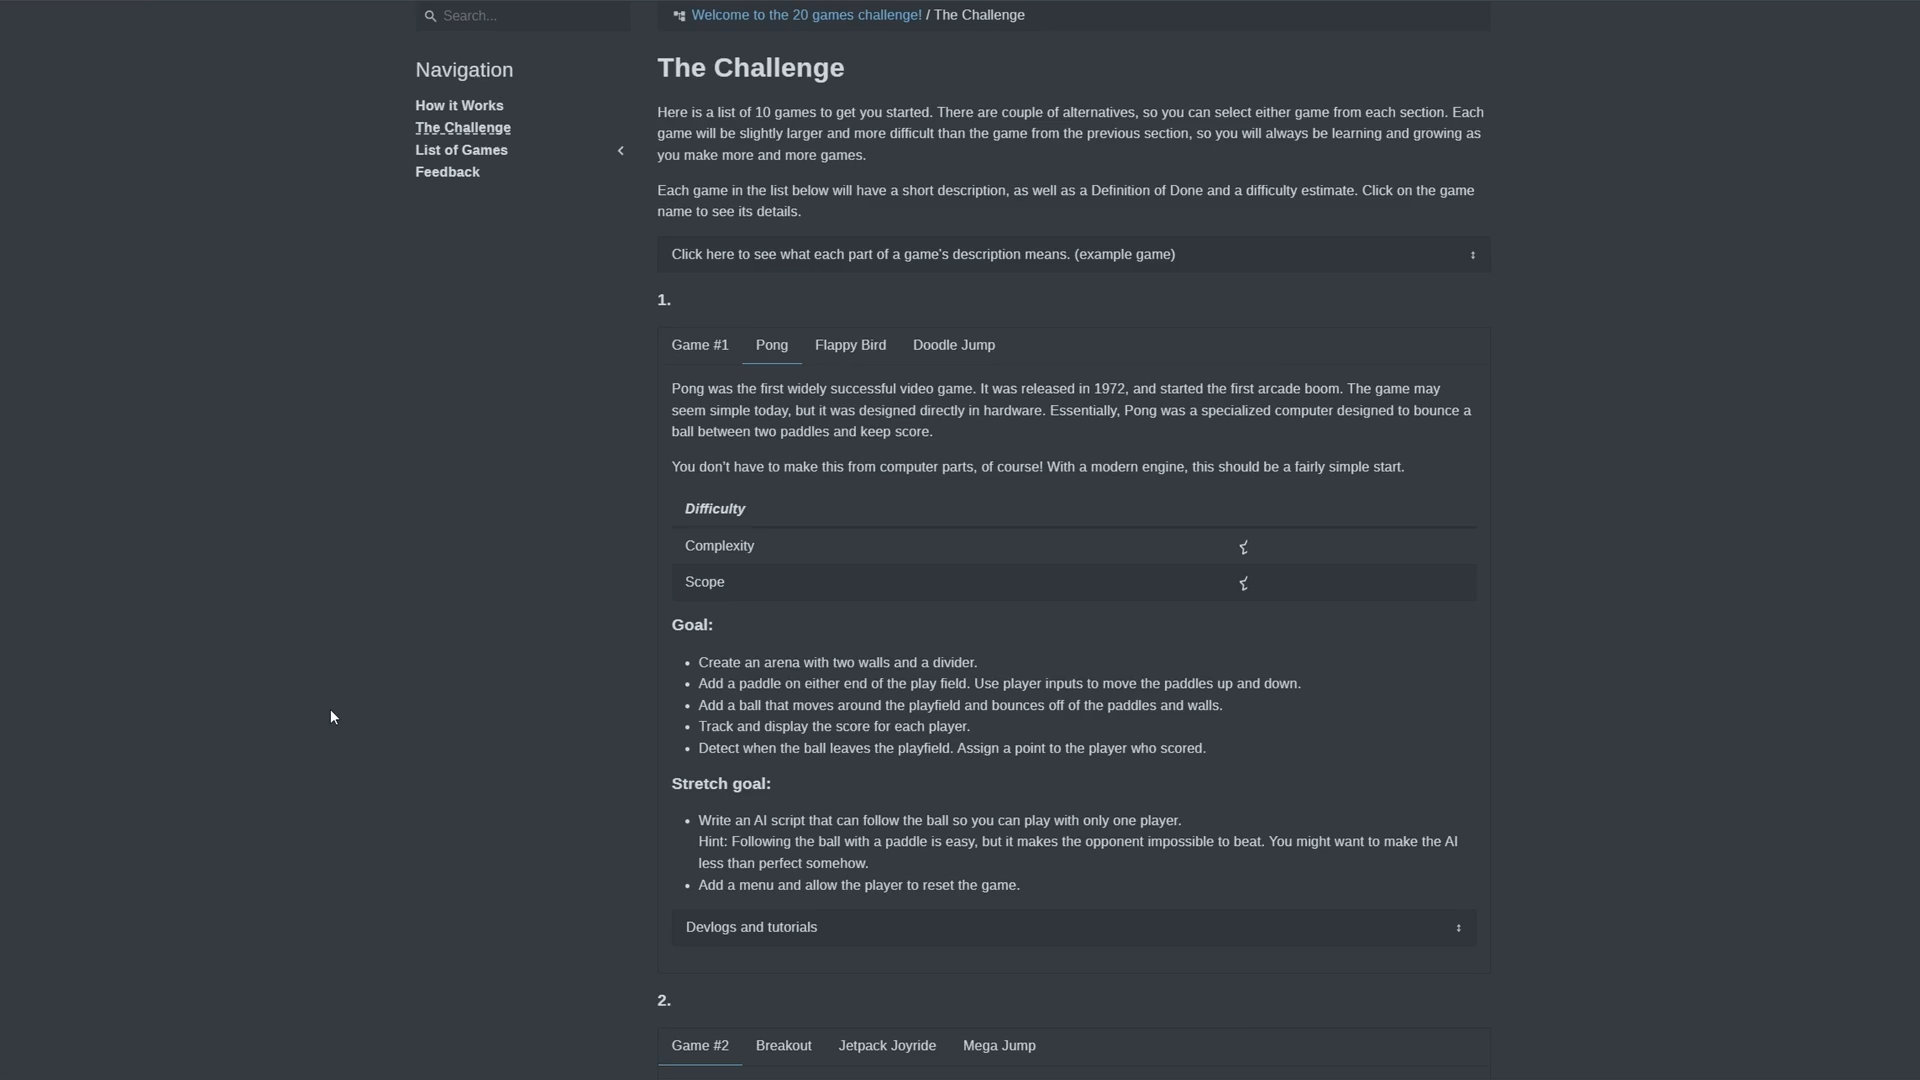 Search...
Welcome to the 20 games challenge! / The Challenge
Navigation
How it Works
The Challenge
List of Games
Feedback
The Challenge
Here is a list of 10 games to get you started. There are couple of alternatives, so you can select either game from each section. Each
game will be slightly larger and more difficult than the game from the previous section, so you will always be learning and growing as
you make more and more games.
Each game in the list below will have a short description, as well as a Definition of Done and a difficulty estimate. Click on the game
name to see its details.
Click here to see what each part of a game's description means. (example game)
1.
Game #1 Pong Flappy Bird Doodle Jump
Pong was the first widely successful video game. It was released in 1972, and started the first arcade boom. The game may
seem simple today, but it was designed directly in hardware. Essentially, Pong was a specialized computer designed to bounce a
ball between two paddles and keep score.
You don't have to make this from computer parts, of course! With a modern engine, this should be a fairly simple start.
Difficulty
Complexity
Scope
Goal:
• Create an arena with two walls and a divider.
• Add a paddle on either end of the play field. Use player inputs to move the paddles up and down.
• Add a ball that moves around the playfield and bounces off of the paddles and walls.
• Track and display the score for each player.
• Detect when the ball leaves the playfield. Assign a point to the player who scored.
Stretch goal:
• Write an AI script that can follow the ball so you can play with only one player.
Hint: Following the ball with a paddle is easy, but it makes the opponent impossible to beat. You might want to make the AI
less than perfect somehow.
• Add a menu and allow the player to reset the game.
Devlogs and tutorials
2.
Game #2 Breakout Jetpack Joyride Mega Jump